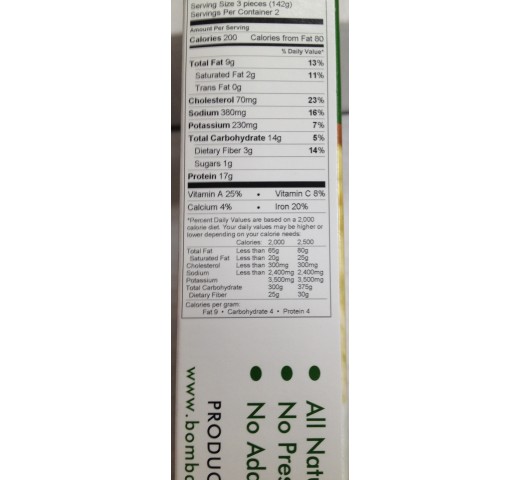 Serving Size 3 pieces (142g)
Servings Per Container 2
Amount Per Serving
Calories 200 Calories from Fat 80
% Daily Value*
Total Fat 9g 13%
Saturated Fat 2g 11%
Trans Fat 0g
Cholesterol 70mg 23%
Sodium 380mg 16%
Potassium 230mg 7%
Total Carbohydrate 14g 5%
Dietary Fiber 3g 14%
Sugars 1g
Protein 17g
Vitamin A 25% • Vitamin C 8%
Calcium 4% • Iron 20%
*Percent Daily Values are based on a 2,000
calorie diet. Your daily values may be higher or
lower depending on your calorie needs:
Calories: 2,000 2,500
Total Fat Less than 65g 80g
Saturated Fat Less than 20g 25g
Cholesterol Less than 300mg 300mg
Sodium Less than 2,400mg 2,400mg
Potassium 3,500mg 3,500mg
Total Carbohydrate 300g 375g
Dietary Fiber 25g 30g
Calories per gram:
Fat 9 • Carbohydrate 4 • Protein 4
• All Natu
• No Pres
• No Add
PRODUC
www.bomba